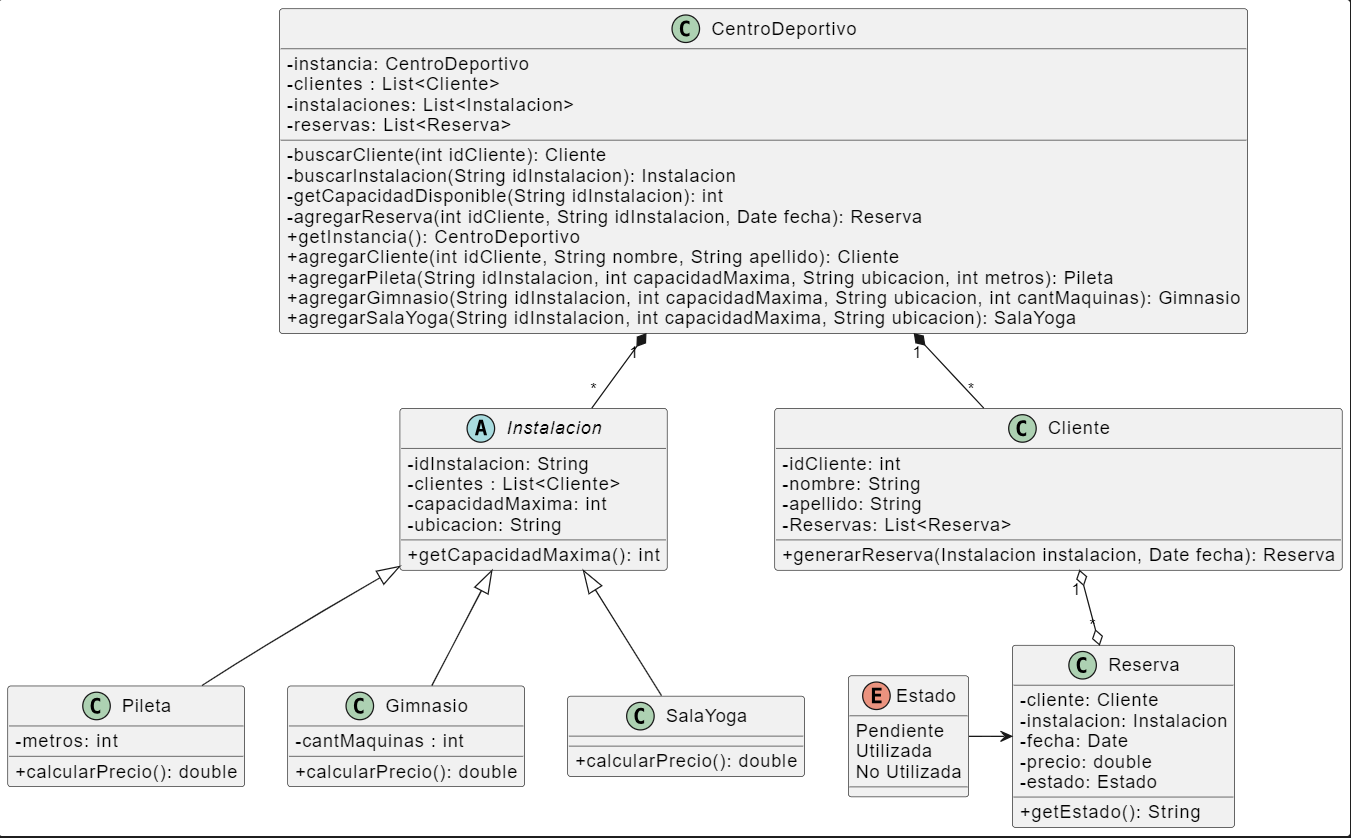 C CentroDeportivo
-instancia: CentroDeportivo
-clientes : List<Cliente>
-instalaciones: List<Instalacion>
-reservas: List<Reserva>
-buscarCliente(int idCliente): Cliente
-buscarInstalacion(String idInstalacion): Instalacion
-getCapacidadDisponible(String idInstalacion): int
-agregarReserva(int idCliente, String idInstalacion, Date fecha): Reserva
+getInstancia(): CentroDeportivo
+agregarCliente(int idCliente, String nombre, String apellido): Cliente
+agregarPileta(String idInstalacion, int capacidadMaxima, String ubicacion, int metros): Pileta
+agregarGimnasio(String idInstalacion, int capacidadMaxima, String ubicacion, int cantMaquinas): Gimnasio
+agregarSalaYoga(String idInstalacion, int capacidadMaxima, String ubicacion): SalaYoga
1
*
1
*
A Instalacion
-idInstalacion: String
-clientes : List<Cliente>
-capacidadMaxima: int
-ubicacion: String
+getCapacidadMaxima(): int
C Cliente
-idCliente: int
-nombre: String
-apellido: String
-Reservas: List<Reserva>
+generarReserva(Instalacion instalacion, Date fecha): Reserva
1
*
C Pileta
-metros: int
+calcularPrecio(): double
C Gimnasio
-cantMaquinas : int
+calcularPrecio(): double
C SalaYoga
+calcularPrecio(): double
E Estado
Pendiente
Utilizada
No Utilizada
C Reserva
-cliente: Cliente
-instalacion: Instalacion
-fecha: Date
-precio: double
-estado: Estado
+getEstado(): String